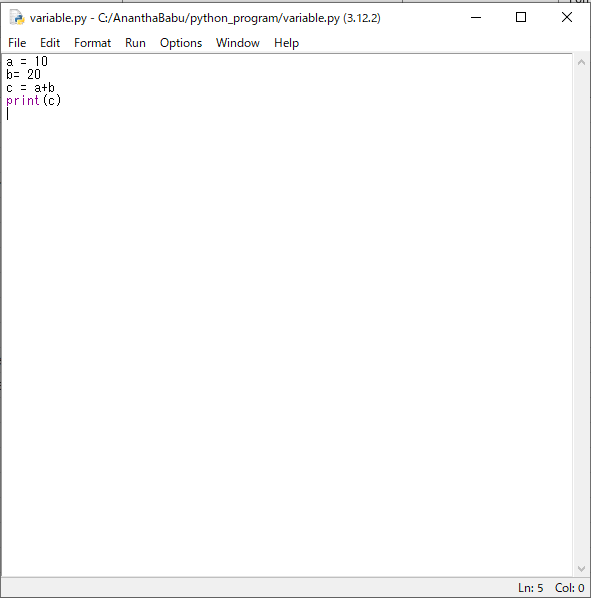 variable.py - C:/AnanthaBabu/python_program/variable.py (3.12.2)
File Edit Format Run Options Window Help
a = 10
b= 20
c = a+b
print(c)
Ln: 5 Col: 0